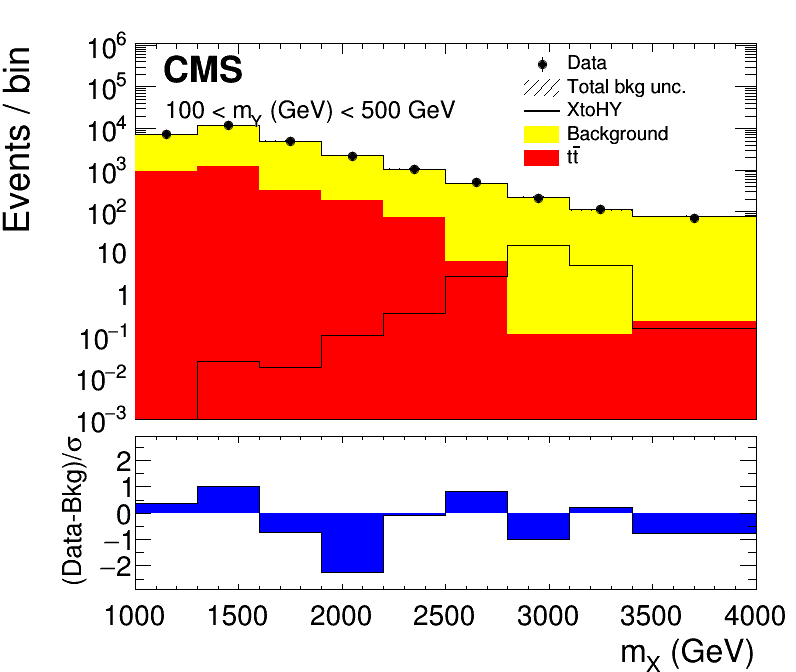 Events / bin
10⁶
10⁵
10⁴
10³
10²
10
1
10⁻¹
10⁻²
10⁻³
CMS
100 < m_Y (GeV) < 500 GeV
Data
Total bkg unc.
XtoHY
Background
tt̄
(Data-Bkg)/σ
2
1
0
−1
−2
1000 1500 2000 2500 3000 3500 4000
m_X (GeV)